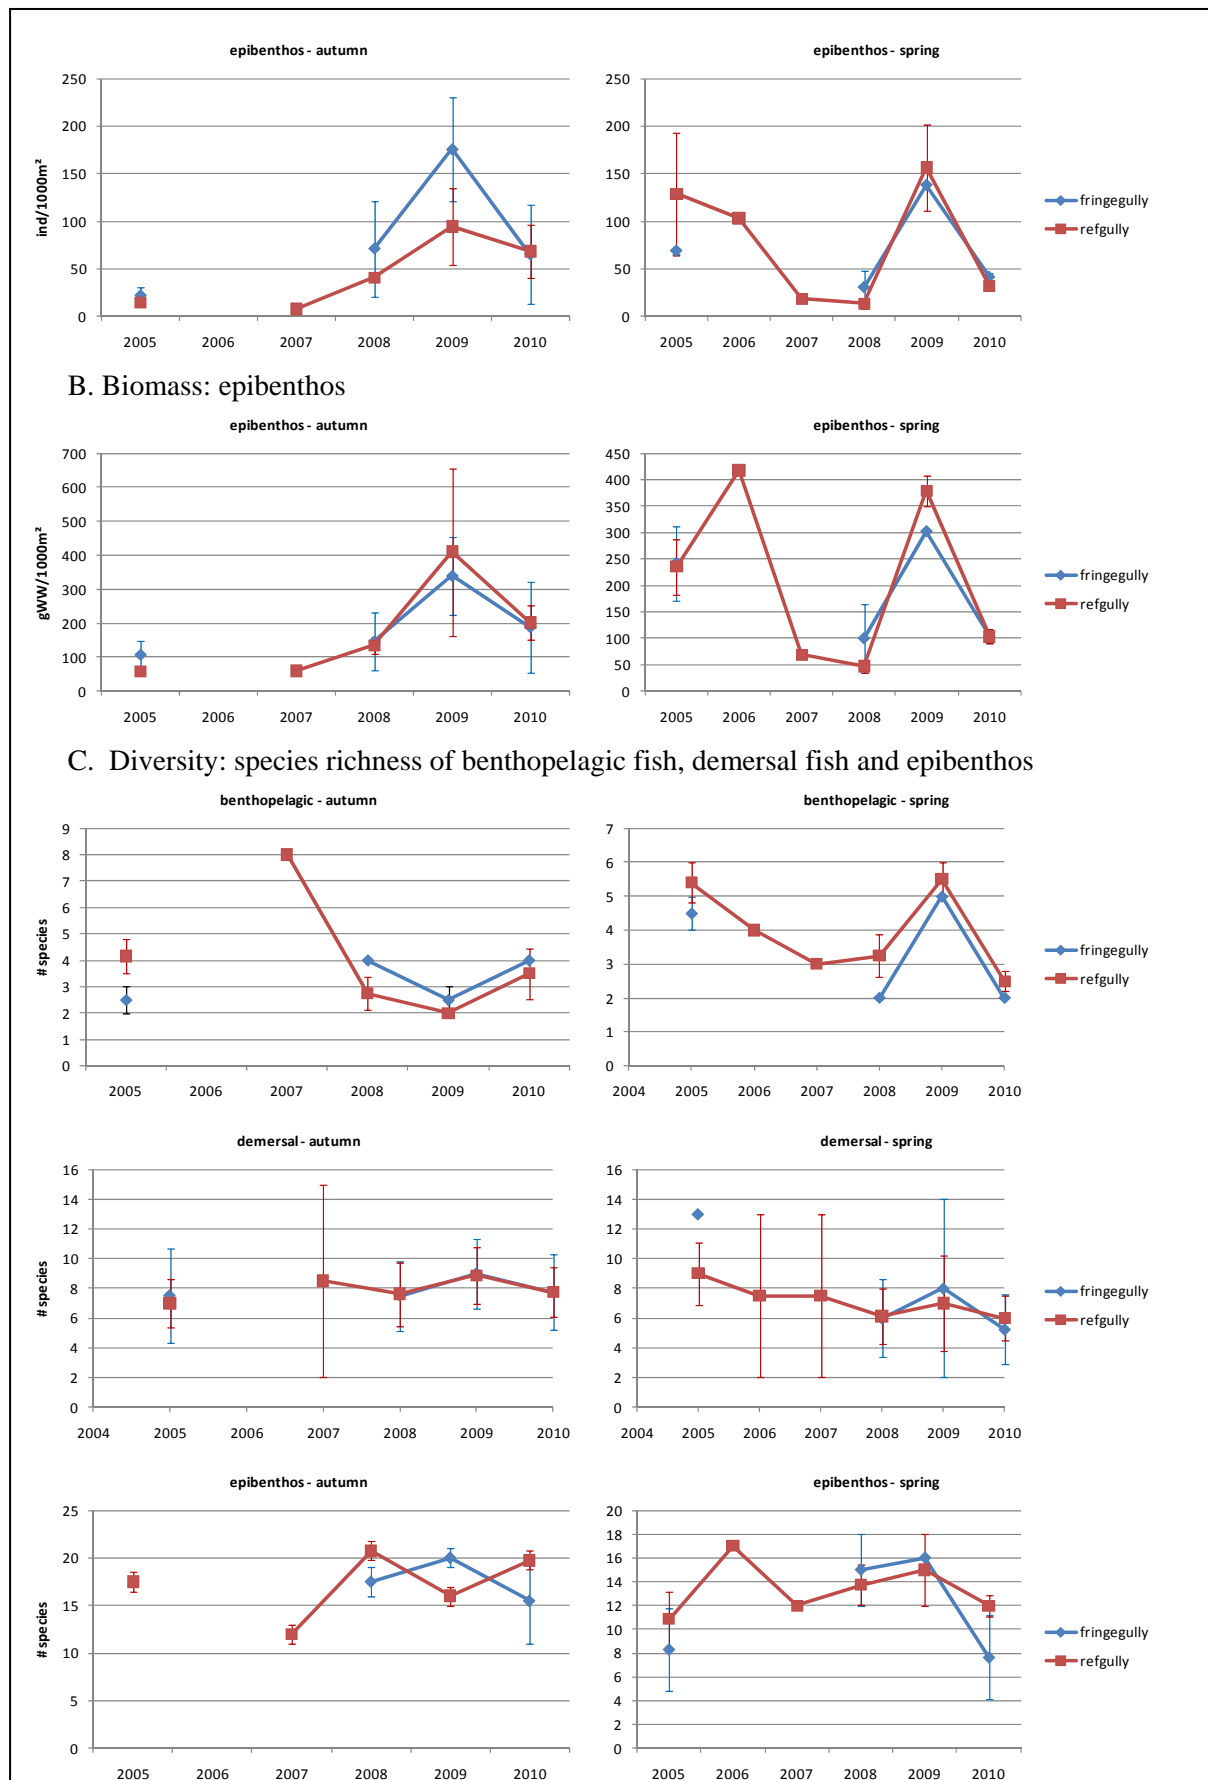 epibenthos - autumn
epibenthos - spring
250
200
150
100
50
0
ind/1000m²
2005 2006 2007 2008 2009 2010
250
200
150
100
50
0
2005 2006 2007 2008 2009 2010
fringegully
refgully
B. Biomass: epibenthos
epibenthos - autumn
epibenthos - spring
700
600
500
400
300
200
100
0
gWW/1000m²
2005 2006 2007 2008 2009 2010
450
400
350
300
250
200
150
100
50
0
2005 2006 2007 2008 2009 2010
fringegully
refgully
C. Diversity: species richness of benthopelagic fish, demersal fish and epibenthos
benthopelagic - autumn
benthopelagic - spring
9
8
7
6
5
4
3
2
1
0
# species
2005 2006 2007 2008 2009 2010
7
6
5
4
3
2
1
0
2004 2005 2006 2007 2008 2009 2010
fringegully
refgully
demersal - autumn
demersal - spring
16
14
12
10
8
6
4
2
0
# species
2004 2005 2006 2007 2008 2009 2010
16
14
12
10
8
6
4
2
0
2004 2005 2006 2007 2008 2009 2010
fringegully
refgully
epibenthos - autumn
epibenthos - spring
25
20
15
10
5
0
# species
2005 2006 2007 2008 2009 2010
20
18
16
14
12
10
8
6
4
2
0
2005 2006 2007 2008 2009 2010
fringegully
refgully